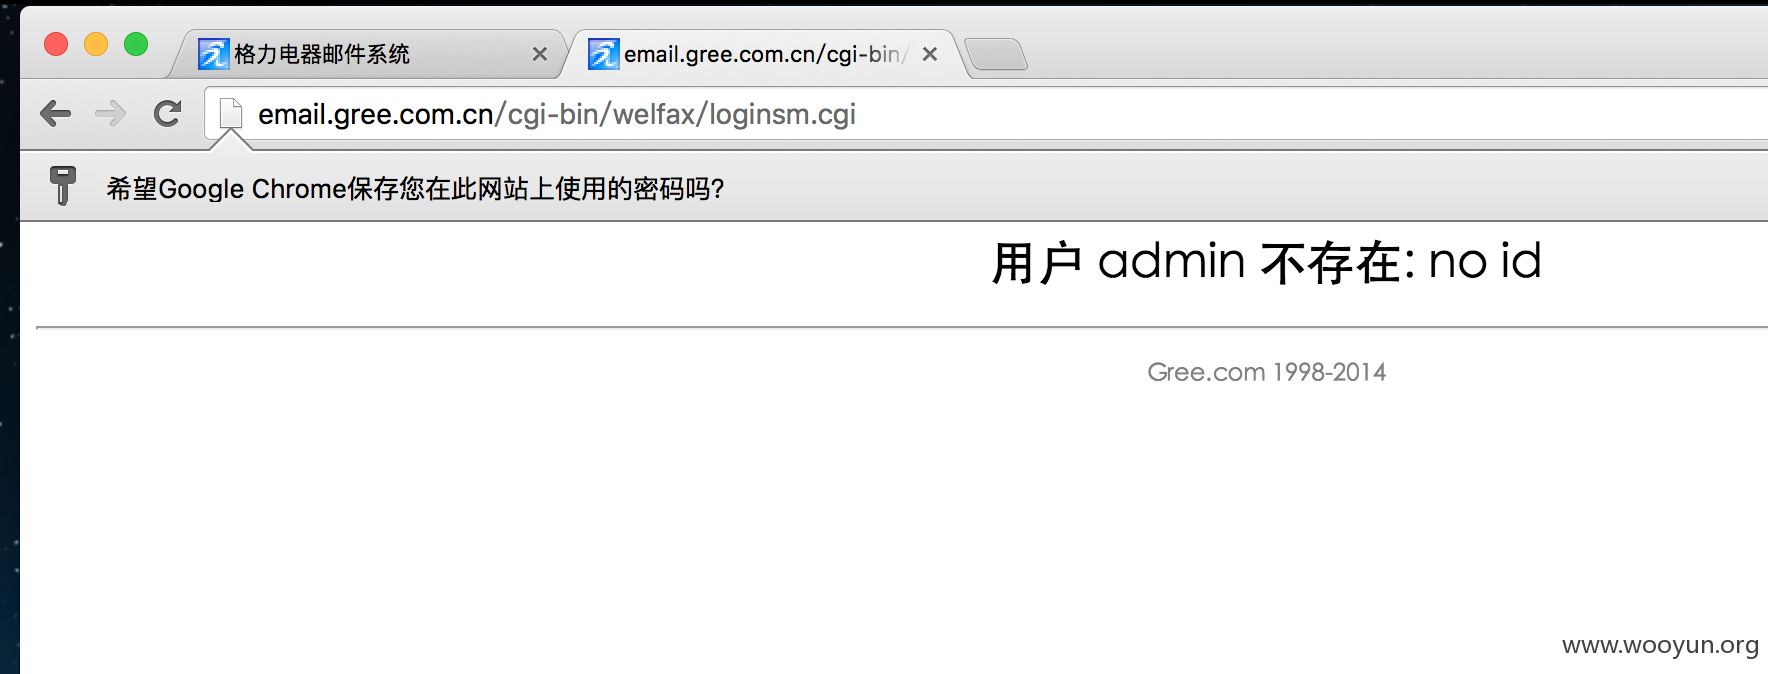 格力电器邮件系统
email.gree.com.cn/cgi-bin/
email.gree.com.cn/cgi-bin/welfax/loginsm.cgi
希望Google Chrome保存您在此网站上使用的密码吗?
用户 admin 不存在: no id
Gree.com 1998-2014
www.wooyun.org